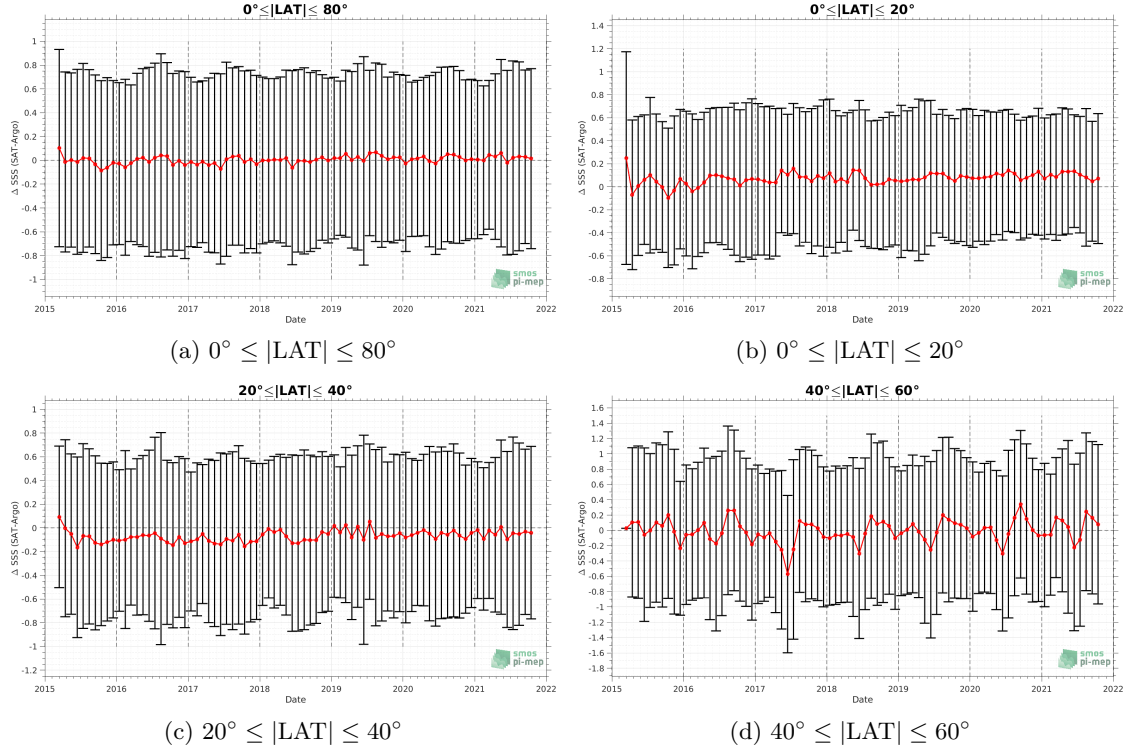 0°≤|LAT|≤ 80°
1
0.8
0.6
0.4
0.2
0
-0.2
-0.4
-0.6
-0.8
-1
Δ SSS (SAT-Argo)
2015 2016 2017 2018 2019 2020 2021 2022
Date
smos
pi-mep
(a) 0° ≤ |LAT| ≤ 80°
0°≤|LAT|≤ 20°
1.4
1.2
1
0.8
0.6
0.4
0.2
0
-0.2
-0.4
-0.6
-0.8
Δ SSS (SAT-Argo)
2015 2016 2017 2018 2019 2020 2021 2022
Date
smos
pi-mep
(b) 0° ≤ |LAT| ≤ 20°
20°≤|LAT|≤ 40°
1
0.8
0.6
0.4
0.2
0
-0.2
-0.4
-0.6
-0.8
-1
-1.2
Δ SSS (SAT-Argo)
2015 2016 2017 2018 2019 2020 2021 2022
Date
smos
pi-mep
(c) 20° ≤ |LAT| ≤ 40°
40°≤|LAT|≤ 60°
1.6
1.4
1.2
1
0.8
0.6
0.4
0.2
0
-0.2
-0.4
-0.6
-0.8
-1
-1.2
-1.4
-1.6
-1.8
Δ SSS (SAT-Argo)
2015 2016 2017 2018 2019 2020 2021 2022
Date
smos
pi-mep
(d) 40° ≤ |LAT| ≤ 60°